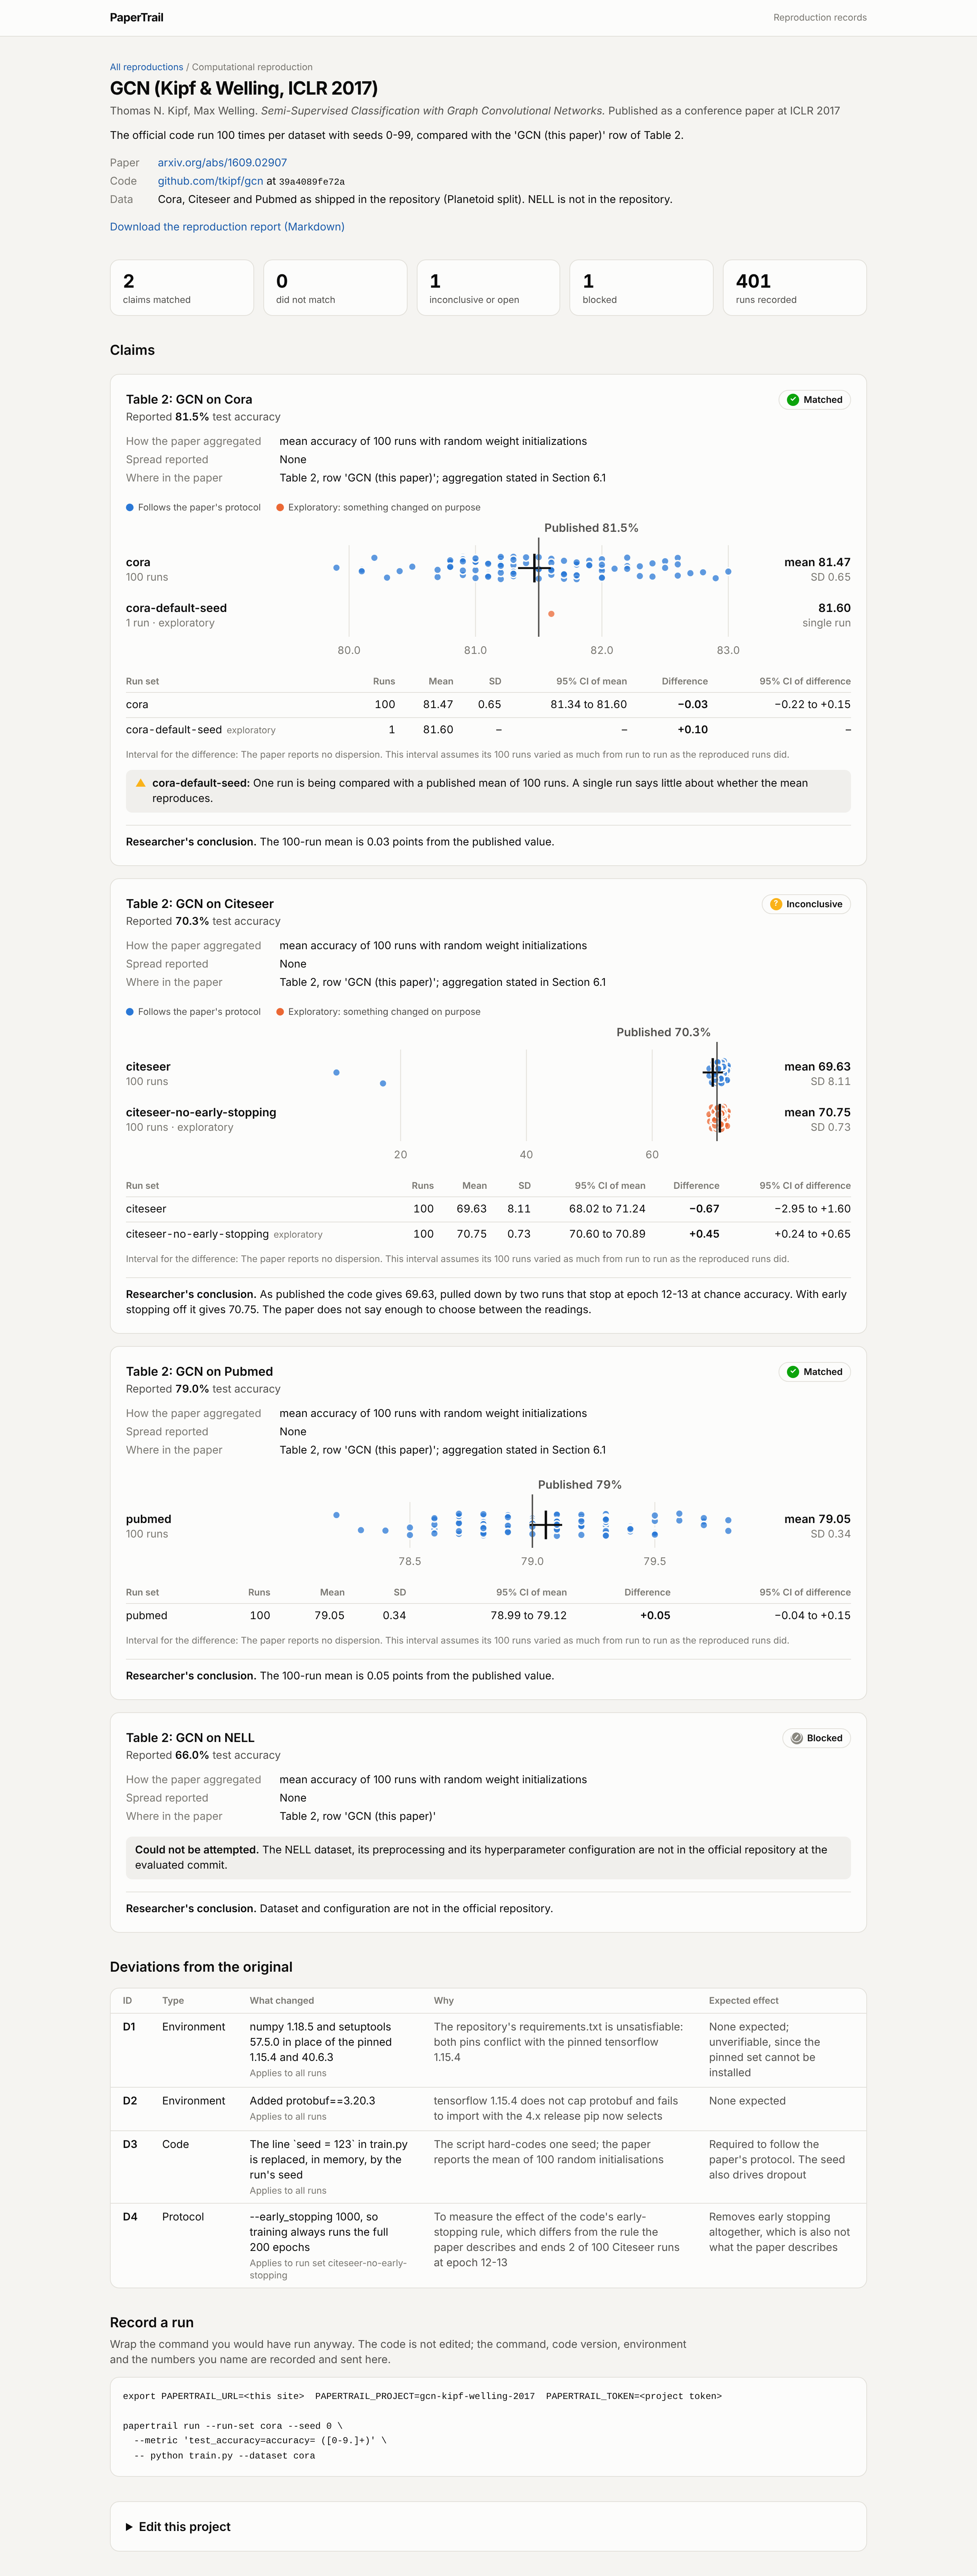 PaperTrail
Reproduction records
All reproductions / Computational reproduction
GCN (Kipf & Welling, ICLR 2017)
Thomas N. Kipf, Max Welling. Semi-Supervised Classification with Graph Convolutional Networks. Published as a conference paper at ICLR 2017
The official code run 100 times per dataset with seeds 0-99, compared with the 'GCN (this paper)' row of Table 2.
Paper arxiv.org/abs/1609.02907
Code github.com/tkipf/gcn at 39a4089fe72a
Data Cora, Citeseer and Pubmed as shipped in the repository (Planetoid split). NELL is not in the repository.
Download the reproduction report (Markdown)
2
claims matched
0
did not match
1
inconclusive or open
1
blocked
401
runs recorded
Claims
Table 2: GCN on Cora
Matched
Reported 81.5% test accuracy
How the paper aggregated mean accuracy of 100 runs with random weight initializations
Spread reported None
Where in the paper Table 2, row 'GCN (this paper)'; aggregation stated in Section 6.1
Follows the paper's protocol Exploratory: something changed on purpose
Published 81.5%
cora
100 runs
mean 81.47
SD 0.65
cora-default-seed
1 run · exploratory
81.60
single run
80.0 81.0 82.0 83.0
Run set Runs Mean SD 95% CI of mean Difference 95% CI of difference
cora 100 81.47 0.65 81.34 to 81.60 −0.03 −0.22 to +0.15
cora-default-seed exploratory 1 81.60 – – +0.10 –
Interval for the difference: The paper reports no dispersion. This interval assumes its 100 runs varied as much from run to run as the reproduced runs did.
cora-default-seed: One run is being compared with a published mean of 100 runs. A single run says little about whether the mean
reproduces.
Researcher's conclusion. The 100-run mean is 0.03 points from the published value.
Table 2: GCN on Citeseer
Inconclusive
Reported 70.3% test accuracy
How the paper aggregated mean accuracy of 100 runs with random weight initializations
Spread reported None
Where in the paper Table 2, row 'GCN (this paper)'; aggregation stated in Section 6.1
Follows the paper's protocol Exploratory: something changed on purpose
Published 70.3%
citeseer
100 runs
mean 69.63
SD 8.11
citeseer-no-early-stopping
100 runs · exploratory
mean 70.75
SD 0.73
20 40 60
Run set Runs Mean SD 95% CI of mean Difference 95% CI of difference
citeseer 100 69.63 8.11 68.02 to 71.24 −0.67 −2.95 to +1.60
citeseer-no-early-stopping exploratory 100 70.75 0.73 70.60 to 70.89 +0.45 +0.24 to +0.65
Interval for the difference: The paper reports no dispersion. This interval assumes its 100 runs varied as much from run to run as the reproduced runs did.
Researcher's conclusion. As published the code gives 69.63, pulled down by two runs that stop at epoch 12-13 at chance accuracy. With early
stopping off it gives 70.75. The paper does not say enough to choose between the readings.
Table 2: GCN on Pubmed
Matched
Reported 79.0% test accuracy
How the paper aggregated mean accuracy of 100 runs with random weight initializations
Spread reported None
Where in the paper Table 2, row 'GCN (this paper)'; aggregation stated in Section 6.1
Published 79%
pubmed
100 runs
mean 79.05
SD 0.34
78.5 79.0 79.5
Run set Runs Mean SD 95% CI of mean Difference 95% CI of difference
pubmed 100 79.05 0.34 78.99 to 79.12 +0.05 −0.04 to +0.15
Interval for the difference: The paper reports no dispersion. This interval assumes its 100 runs varied as much from run to run as the reproduced runs did.
Researcher's conclusion. The 100-run mean is 0.05 points from the published value.
Table 2: GCN on NELL
Blocked
Reported 66.0% test accuracy
How the paper aggregated mean accuracy of 100 runs with random weight initializations
Spread reported None
Where in the paper Table 2, row 'GCN (this paper)'
Could not be attempted. The NELL dataset, its preprocessing and its hyperparameter configuration are not in the official repository at the
evaluated commit.
Researcher's conclusion. Dataset and configuration are not in the official repository.
Deviations from the original
ID Type What changed Why Expected effect
D1 Environment
numpy 1.18.5 and setuptools
57.5.0 in place of the pinned
1.15.4 and 40.6.3
Applies to all runs
The repository's requirements.txt is unsatisfiable:
both pins conflict with the pinned tensorflow
1.15.4
None expected;
unverifiable, since the
pinned set cannot be
installed
D2 Environment
Added protobuf==3.20.3
Applies to all runs
tensorflow 1.15.4 does not cap protobuf and fails
to import with the 4.x release pip now selects
None expected
D3 Code
The line `seed = 123` in train.py
is replaced, in memory, by the
run's seed
Applies to all runs
The script hard-codes one seed; the paper
reports the mean of 100 random initialisations
Required to follow the
paper's protocol. The seed
also drives dropout
D4 Protocol
--early_stopping 1000, so
training always runs the full
200 epochs
Applies to run set citeseer-no-early-
stopping
To measure the effect of the code's early-
stopping rule, which differs from the rule the
paper describes and ends 2 of 100 Citeseer runs
at epoch 12-13
Removes early stopping
altogether, which is also not
what the paper describes
Record a run
Wrap the command you would have run anyway. The code is not edited; the command, code version, environment
and the numbers you name are recorded and sent here.
export PAPERTRAIL_URL=<this site> PAPERTRAIL_PROJECT=gcn-kipf-welling-2017 PAPERTRAIL_TOKEN=<project token>
papertrail run --run-set cora --seed 0 \
--metric 'test_accuracy=accuracy= ([0-9.]+)' \
-- python train.py --dataset cora
Edit this project